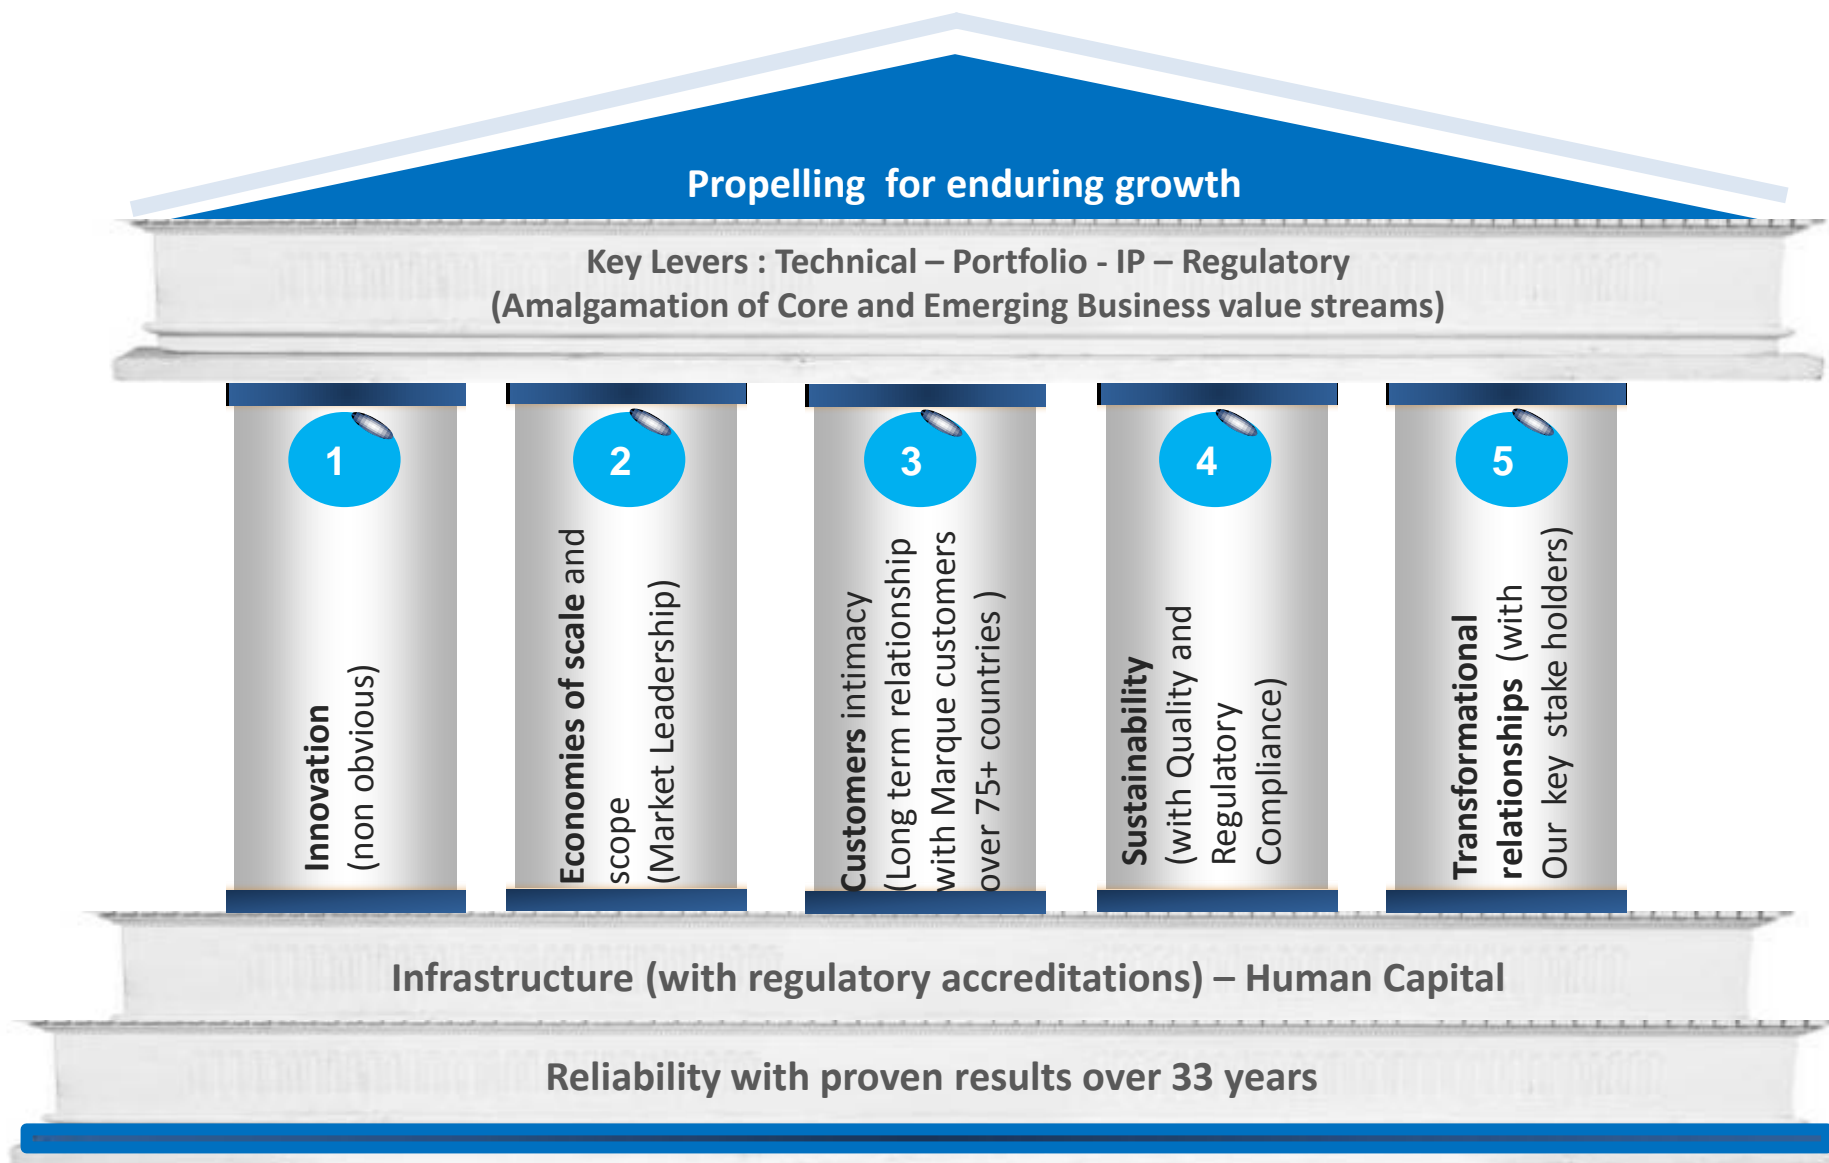 Propelling for enduring growth
Key Levers : Technical – Portfolio - IP – Regulatory
(Amalgamation of Core and Emerging Business value streams)
1
Innovation
(non obvious)
2
Economies of scale and
scope
(Market Leadership)
3
Customers intimacy
(Long term relationship
with Marque customers
over 75+ countries )
4
Sustainability
(with Quality and
Regulatory
Compliance)
5
Transformational
relationships (with
Our key stake holders)
Infrastructure (with regulatory accreditations) – Human Capital
Reliability with proven results over 33 years